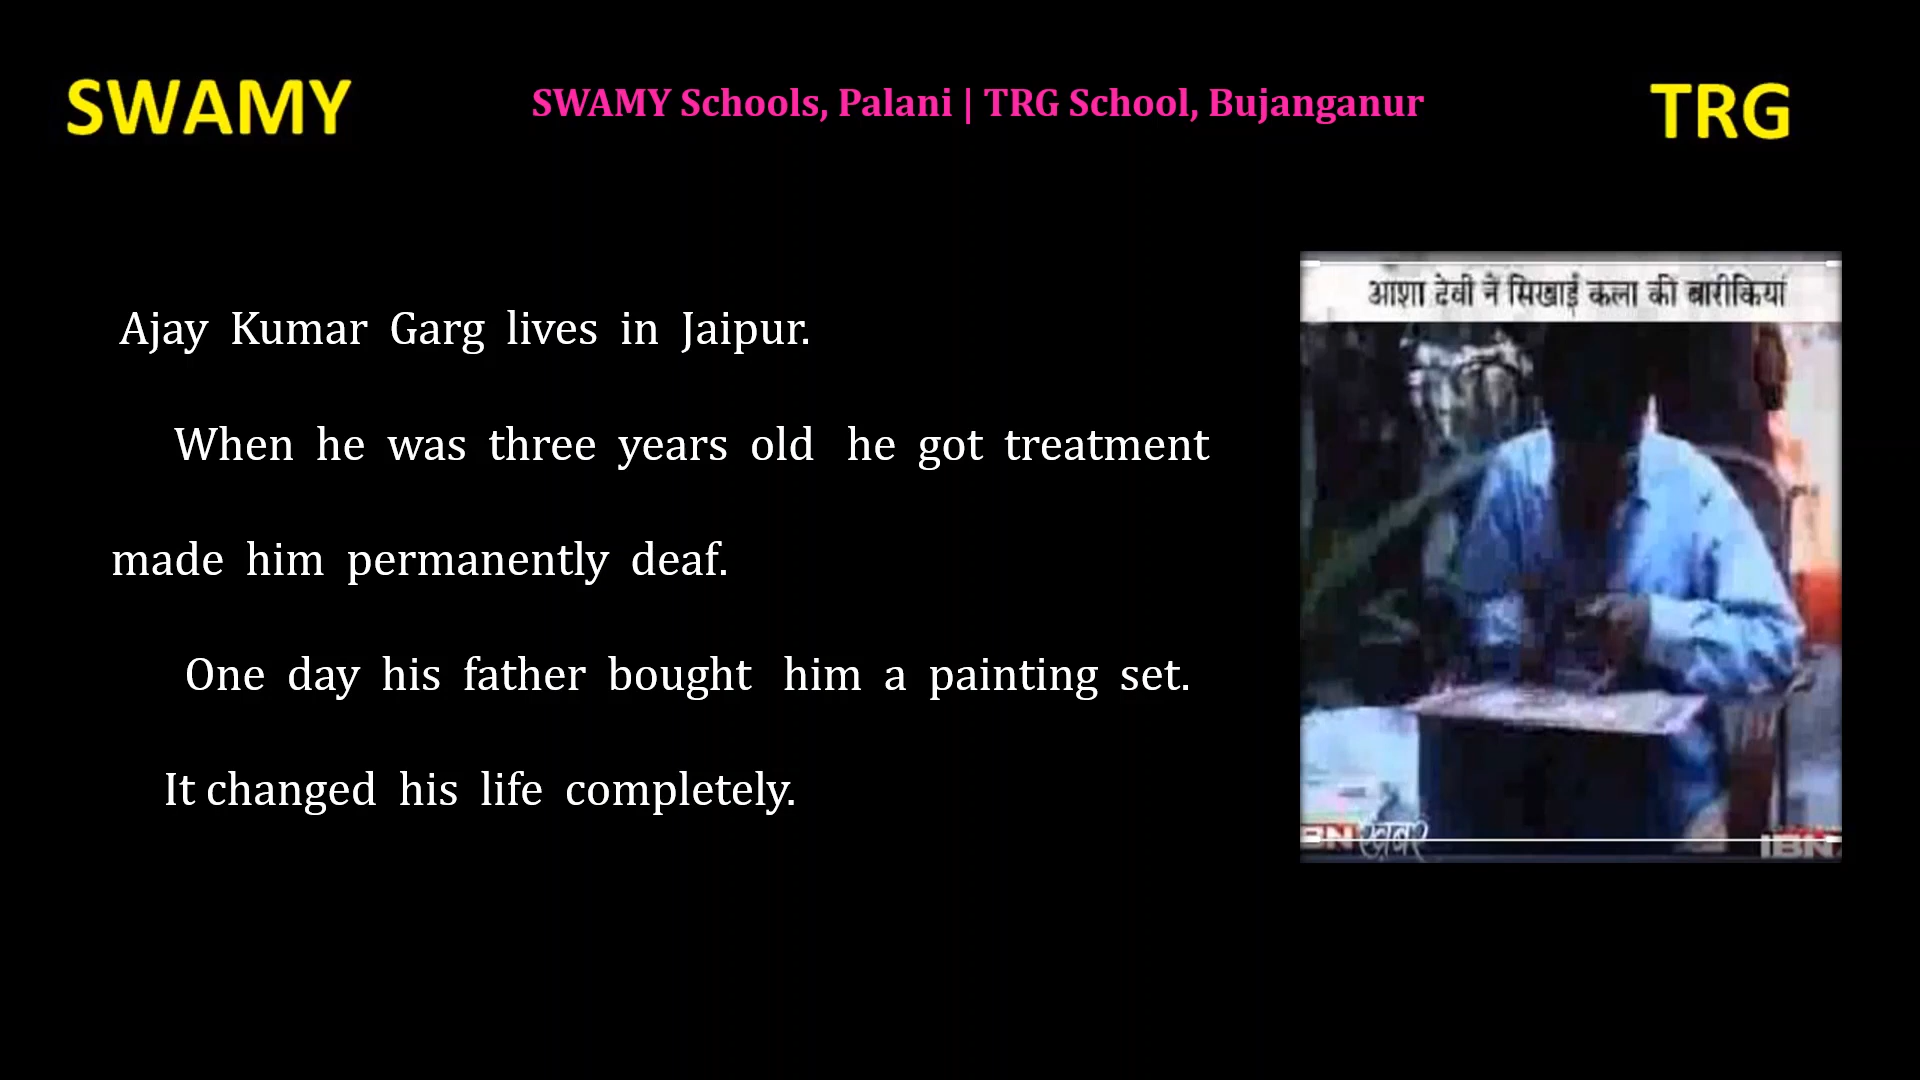 SWAMY
SWAMY Schools, Palani | TRG School, Bujanganur
TRG
आशा देवी ने सिखाईं कला की बारीकियां
Ajay Kumar Garg lives in Jaipur.
When he was three years old he got treatment
made him permanently deaf.
One day his father bought him a painting set.
It changed his life completely.
खबर
IBN